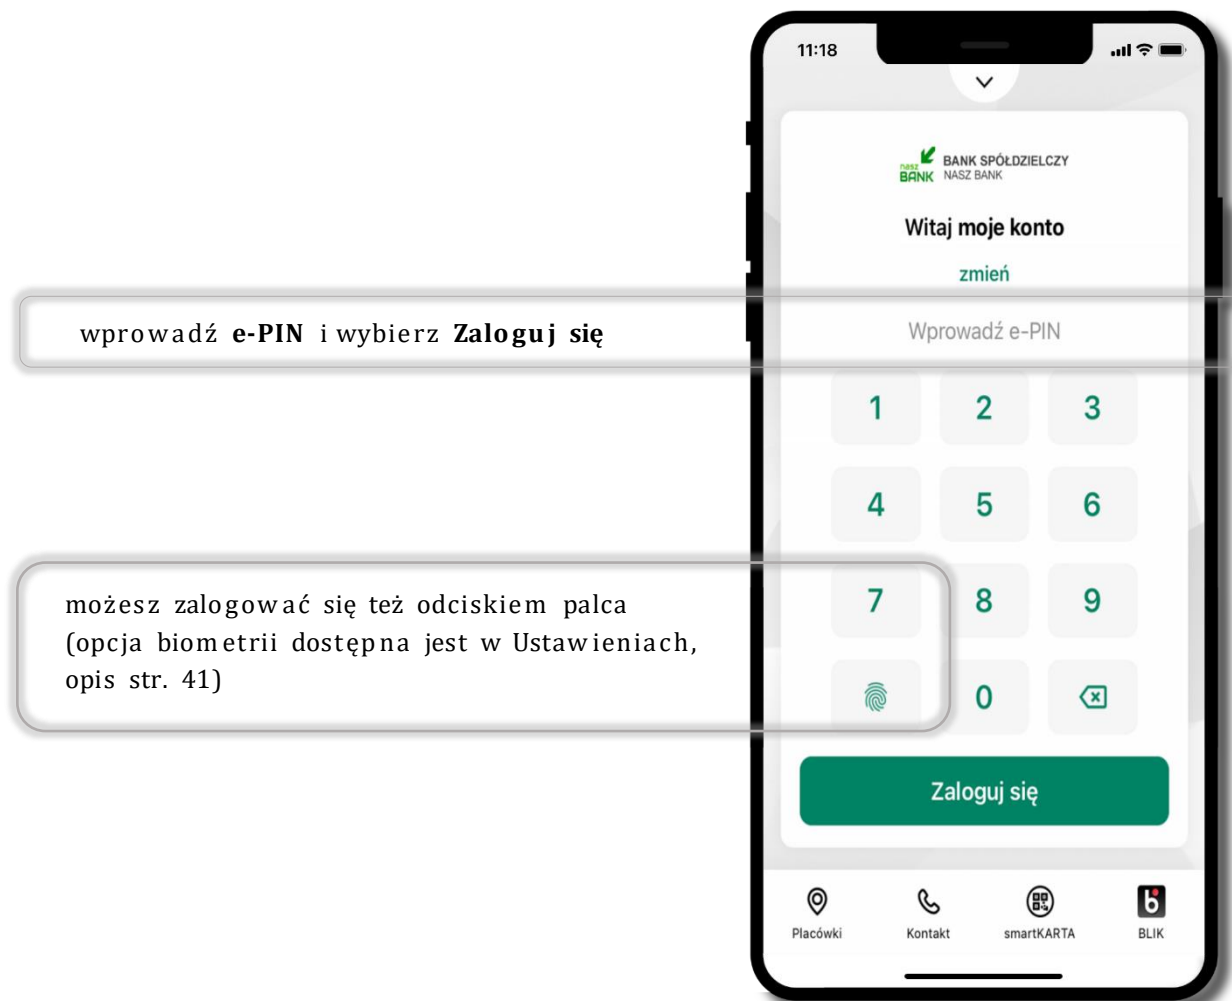 11:18
nasz
BANK
BANK SPÓŁDZIELCZY
NASZ BANK
Witaj moje konto
zmień
wprowadź e-PIN i wybierz Zaloguj się
Wprowadź e-PIN
1 2 3
4 5 6
możesz zalogować się też odciskiem palca
(opcja biometrii dostępna jest w Ustawieniach,
opis str. 41)
7 8 9
0
Zaloguj się
Placówki Kontakt smartKARTA BLIK